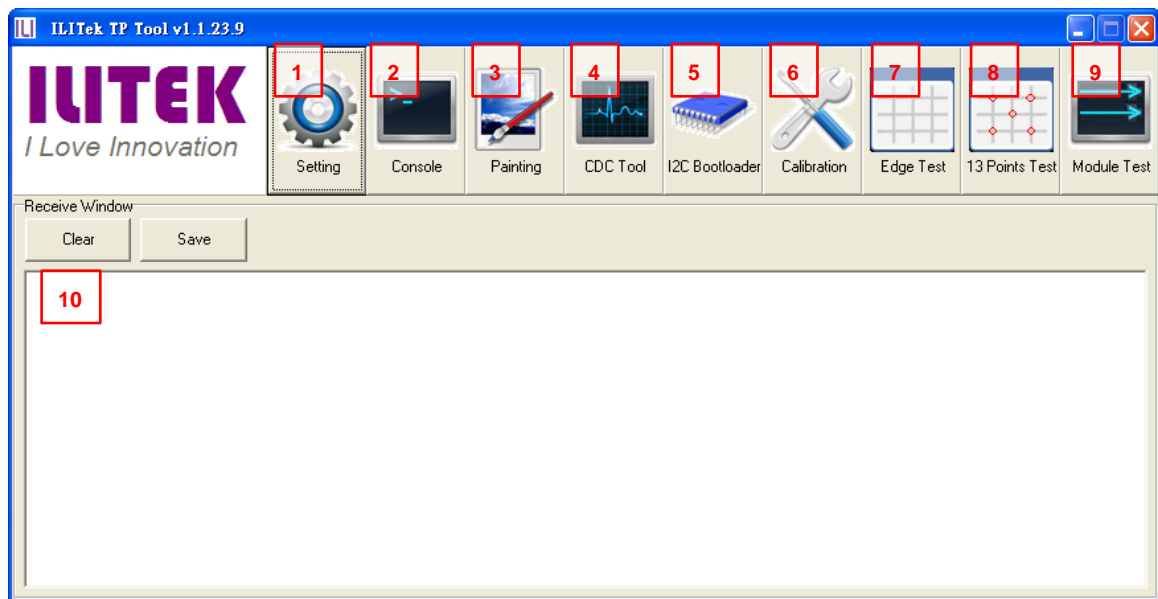 ILITek TP Tool v1.1.23.9
ILITEK
I Love Innovation
1 2 3 4 5 6 7 8 9
>_
Setting Console Painting CDC Tool I2C Bootloader Calibration Edge Test 13 Points Test Module Test
Receive Window
Clear Save
10